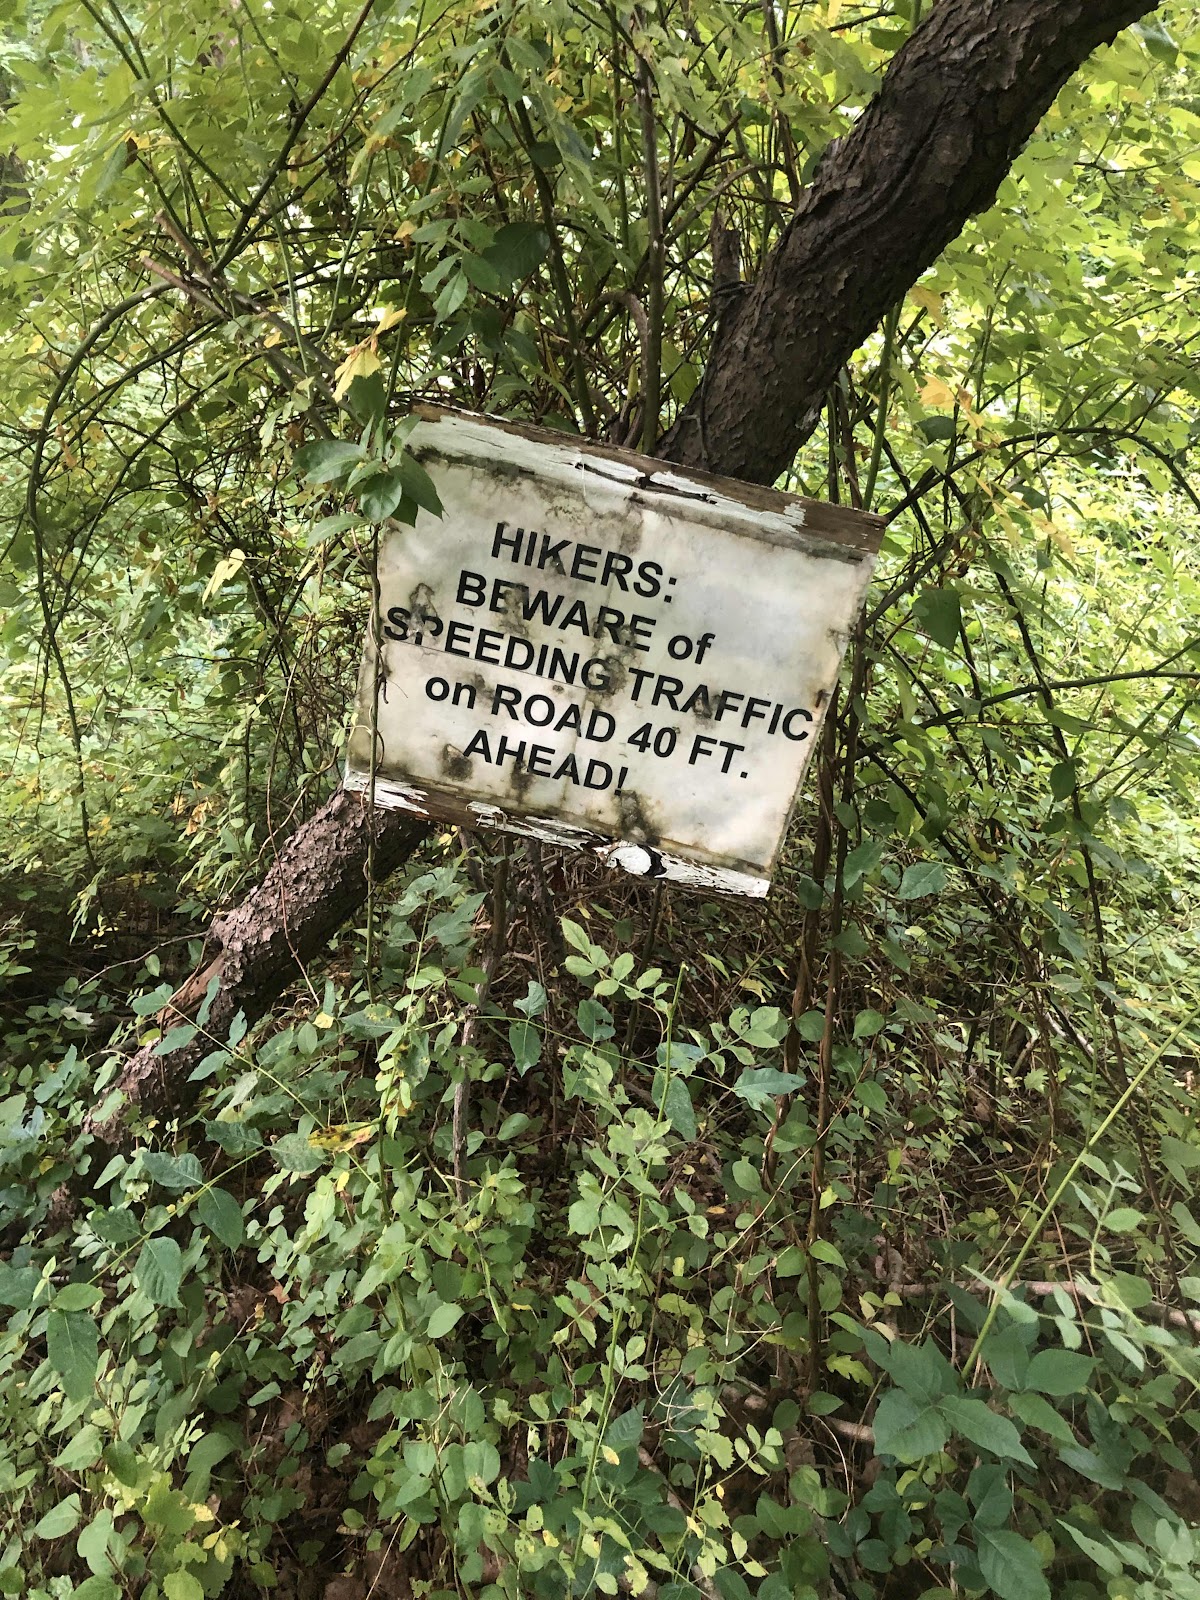 HIKERS:
BEWARE of
SPEEDING TRAFFIC
on ROAD 40 FT.
AHEAD!